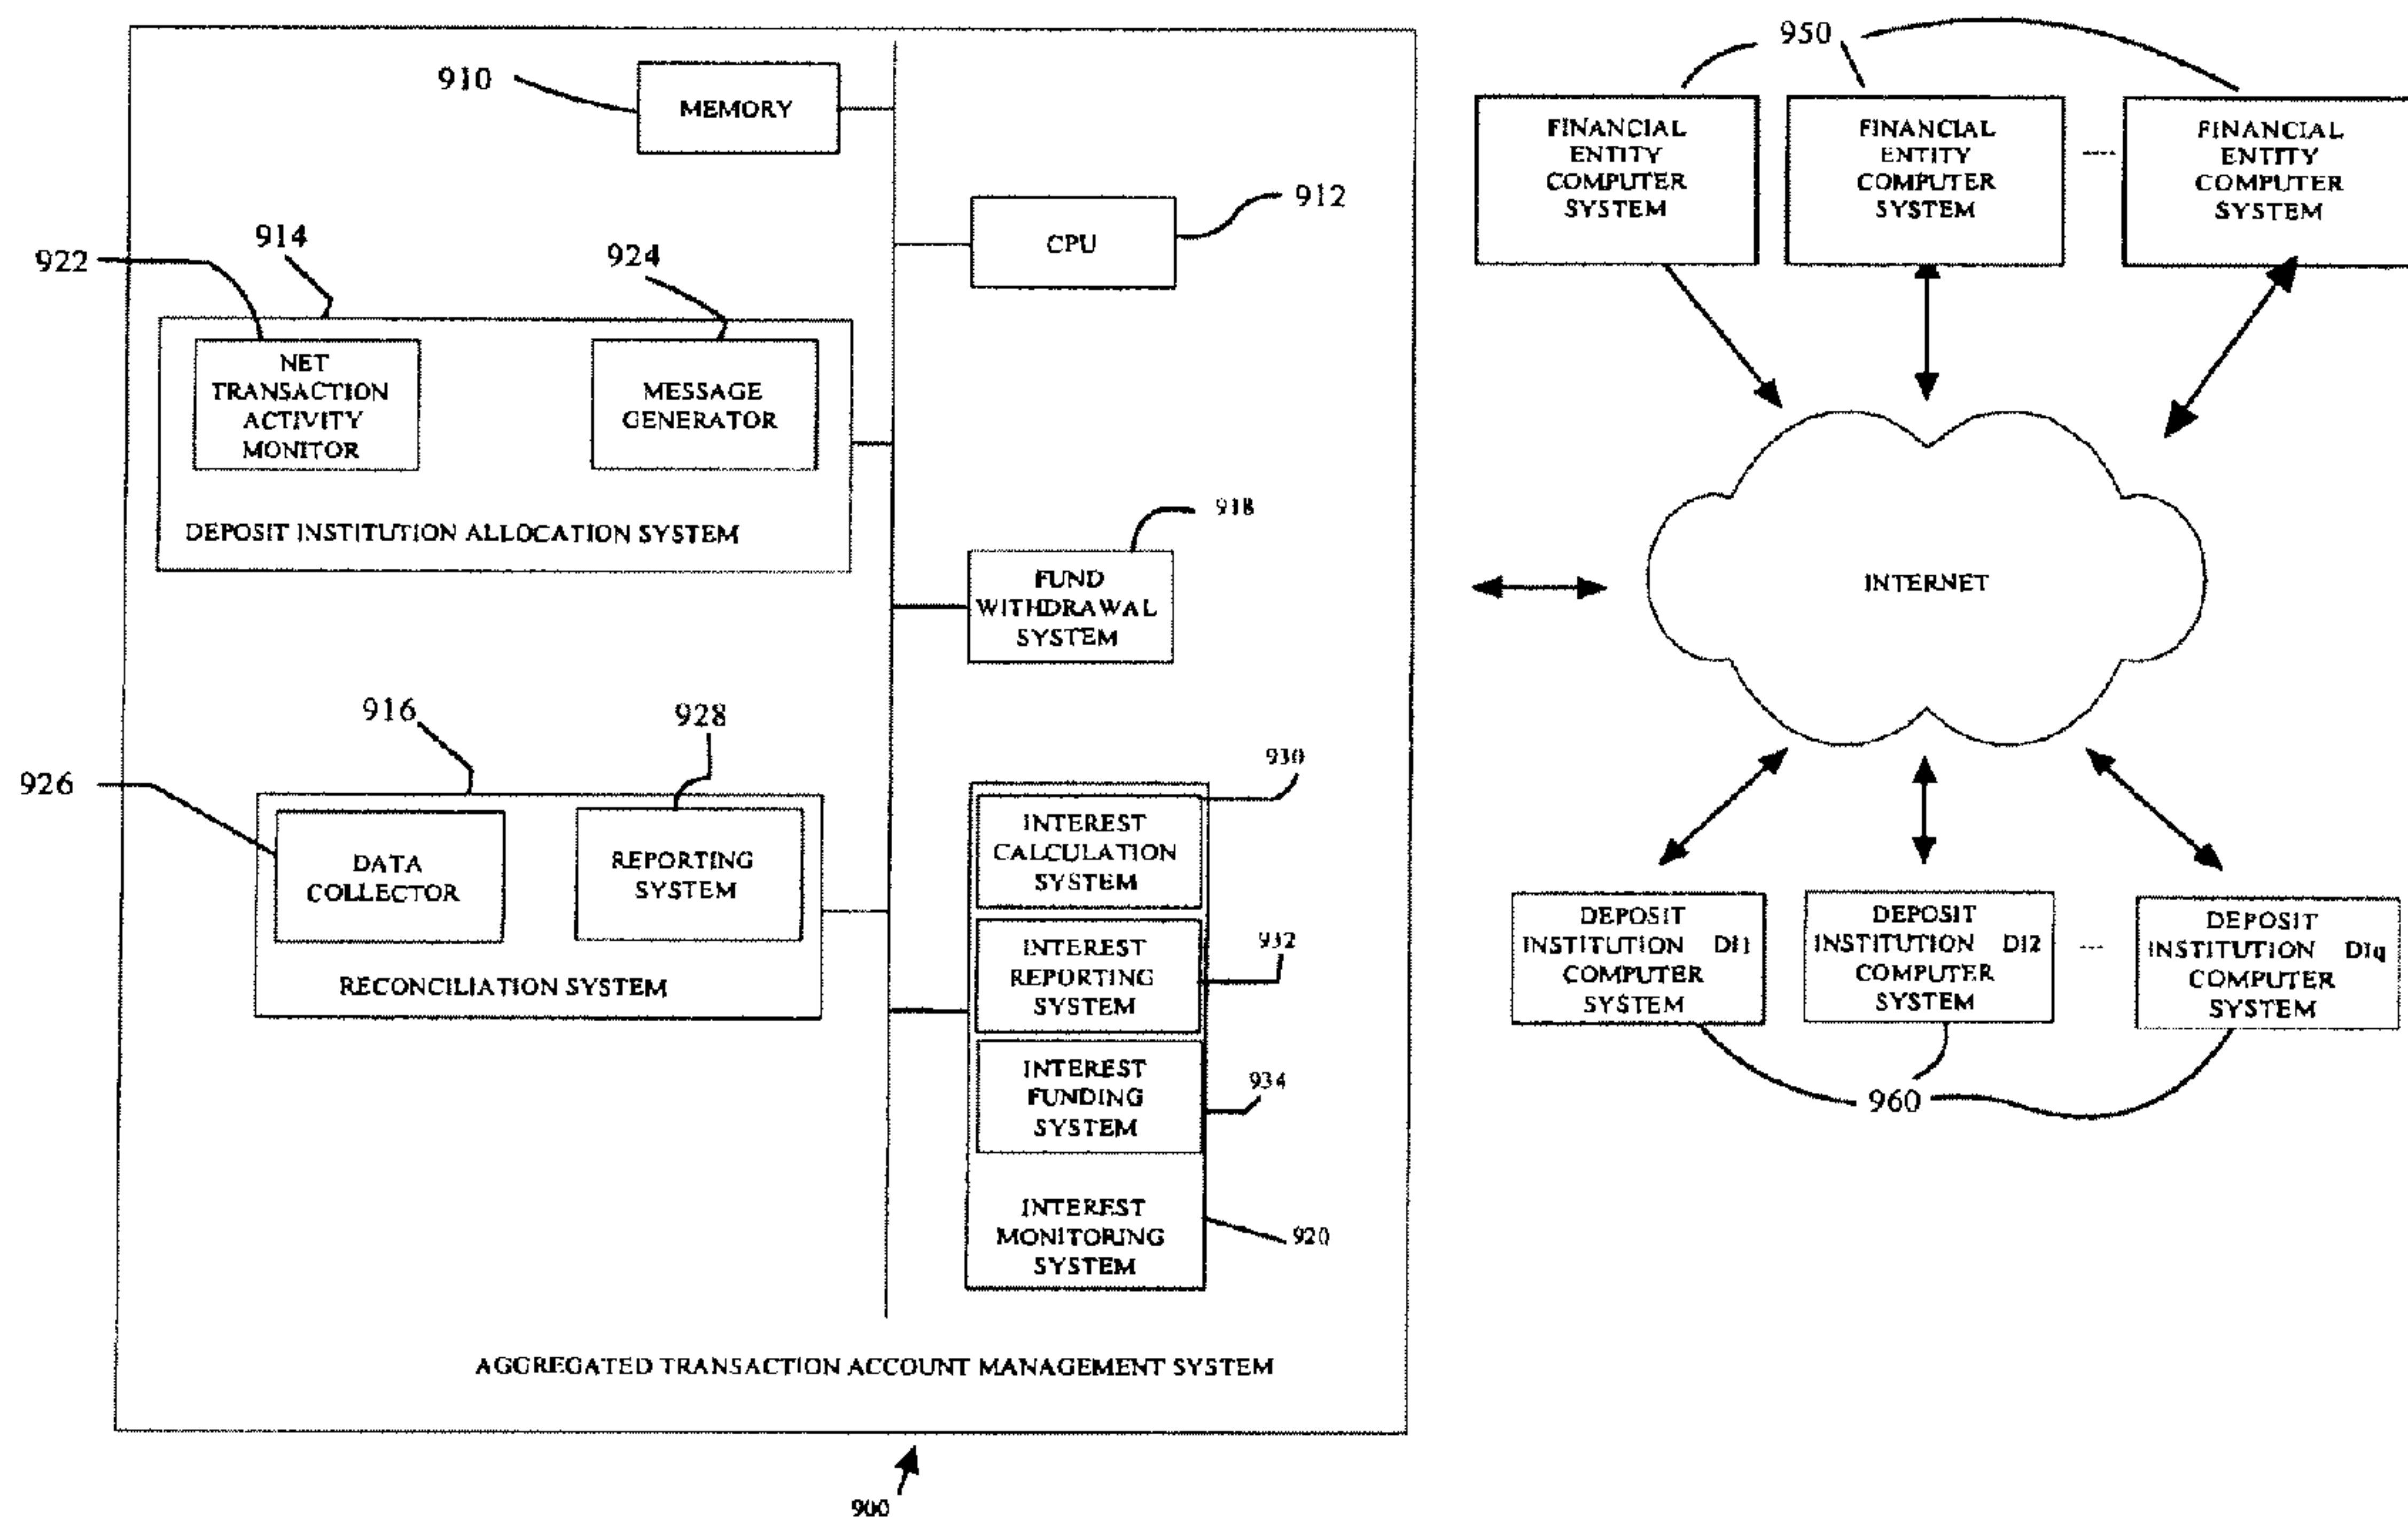 910
MEMORY
912
CPU
914
922
924
NET
TRANSACTION
ACTIVITY
MONITOR
MESSAGE
GENERATOR
DEPOSIT INSTITUTION ALLOCATION SYSTEM
918
FUND
WITHDRAWAL
SYSTEM
916
928
926
DATA
COLLECTOR
REPORTING
SYSTEM
RECONCILIATION SYSTEM
930
INTEREST
CALCULATION
SYSTEM
932
INTEREST
REPORTING
SYSTEM
934
INTEREST
FUNDING
SYSTEM
INTEREST
MONITORING
SYSTEM
920
AGGREGATED TRANSACTION ACCOUNT MANAGEMENT SYSTEM
900
950
FINANCIAL
ENTITY
COMPUTER
SYSTEM
FINANCIAL
ENTITY
COMPUTER
SYSTEM
FINANCIAL
ENTITY
COMPUTER
SYSTEM
INTERNET
DEPOSIT
INSTITUTION DI1
COMPUTER
SYSTEM
DEPOSIT
INSTITUTION DI2
COMPUTER
SYSTEM
DEPOSIT
INSTITUTION DIq
COMPUTER
SYSTEM
960